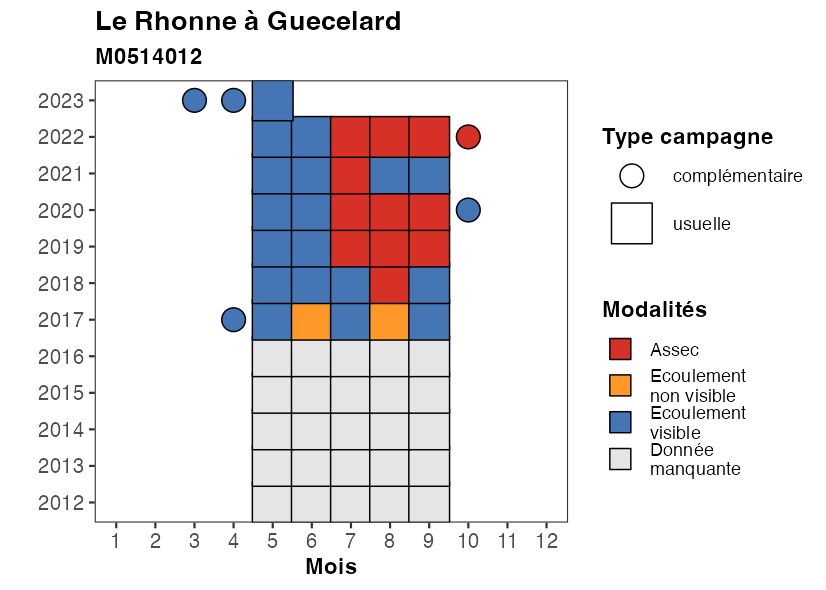 Le Rhonne à Guecelard
M0514012
2023
2022
2021
2020
2019
2018
2017
2016
2015
2014
2013
2012
1 2 3 4 5 6 7 8 9 10 11 12
Mois
Type campagne
complémentaire
usuelle
Modalités
Assec
Ecoulement
non visible
Ecoulement
visible
Donnée
manquante